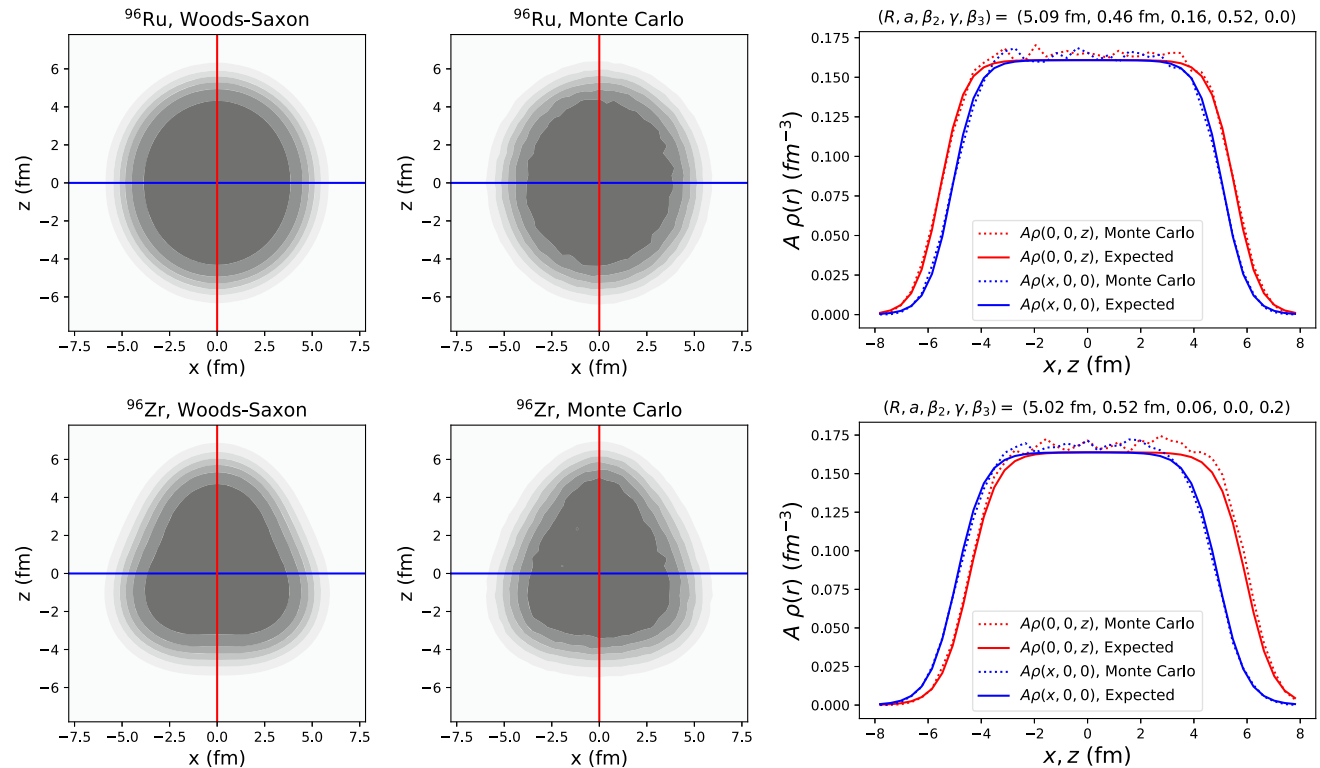 ⁹⁶Ru, Woods-Saxon
z (fm)
6
4
2
0
−2
−4
−6
−7.5 −5.0 −2.5 0.0 2.5 5.0 7.5
x (fm)
⁹⁶Ru, Monte Carlo
z (fm)
6
4
2
0
−2
−4
−6
−7.5 −5.0 −2.5 0.0 2.5 5.0 7.5
x (fm)
(R, a, β₂, γ, β₃) = (5.09 fm, 0.46 fm, 0.16, 0.52, 0.0)
A ρ(r) (fm⁻³)
0.175
0.150
0.125
0.100
0.075
0.050
0.025
0.000
Aρ(0, 0, z), Monte Carlo
Aρ(0, 0, z), Expected
Aρ(x, 0, 0), Monte Carlo
Aρ(x, 0, 0), Expected
−8 −6 −4 −2 0 2 4 6 8
x, z (fm)
⁹⁶Zr, Woods-Saxon
z (fm)
6
4
2
0
−2
−4
−6
−7.5 −5.0 −2.5 0.0 2.5 5.0 7.5
x (fm)
⁹⁶Zr, Monte Carlo
z (fm)
6
4
2
0
−2
−4
−6
−7.5 −5.0 −2.5 0.0 2.5 5.0 7.5
x (fm)
(R, a, β₂, γ, β₃) = (5.02 fm, 0.52 fm, 0.06, 0.0, 0.2)
A ρ(r) (fm⁻³)
0.175
0.150
0.125
0.100
0.075
0.050
0.025
0.000
Aρ(0, 0, z), Monte Carlo
Aρ(0, 0, z), Expected
Aρ(x, 0, 0), Monte Carlo
Aρ(x, 0, 0), Expected
−8 −6 −4 −2 0 2 4 6 8
x, z (fm)